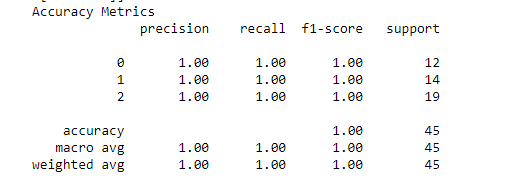 Accuracy Metrics
precision recall f1-score support
0 1.00 1.00 1.00 12
1 1.00 1.00 1.00 14
2 1.00 1.00 1.00 19
accuracy 1.00 45
macro avg 1.00 1.00 1.00 45
weighted avg 1.00 1.00 1.00 45